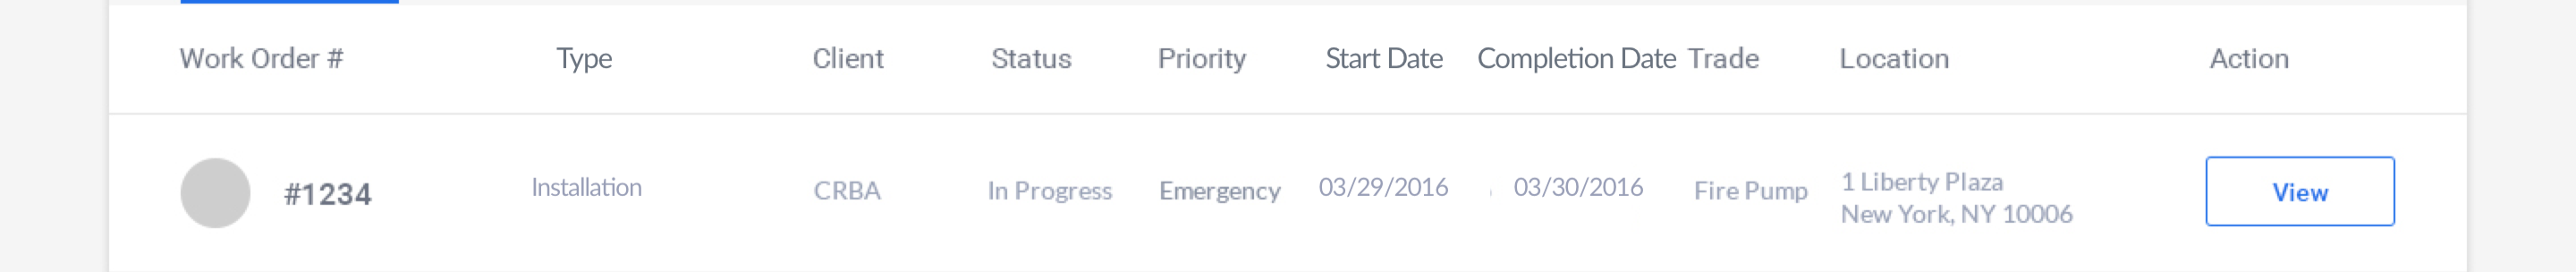 Work Order # Type Client Status Priority Start Date Completion Date Trade Location Action
#1234 Installation CRBA In Progress Emergency 03/29/2016 03/30/2016 Fire Pump 1 Liberty Plaza View
New York, NY 10006